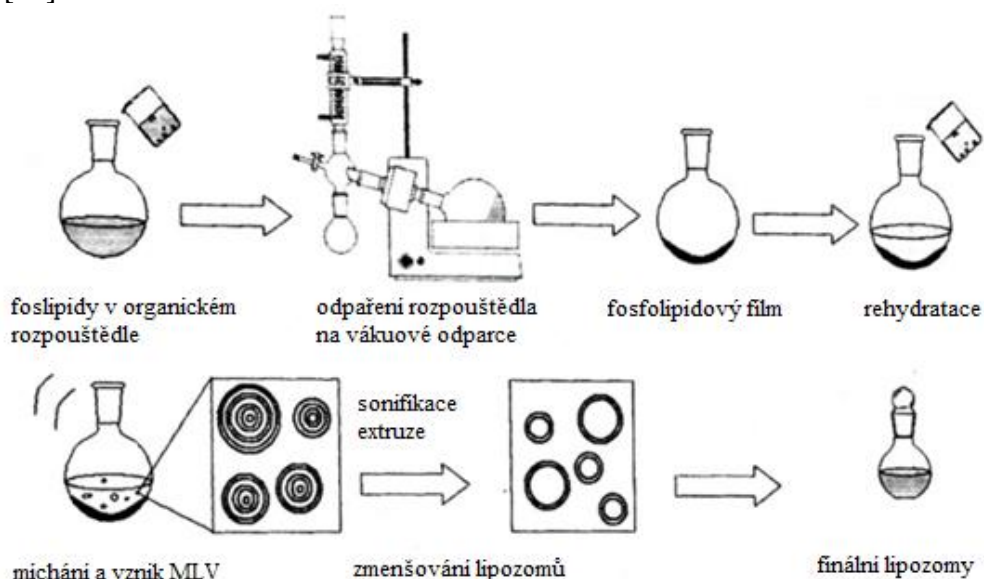 foslipidy v organickém
rozpouštědle
odpaření rozpouštědla
na vákuové odparce
fosfolipidový film
rehydratace
sonifikace
extruze
míchání a vznik MLV
zmenšování lipozomů
finální lipozomy